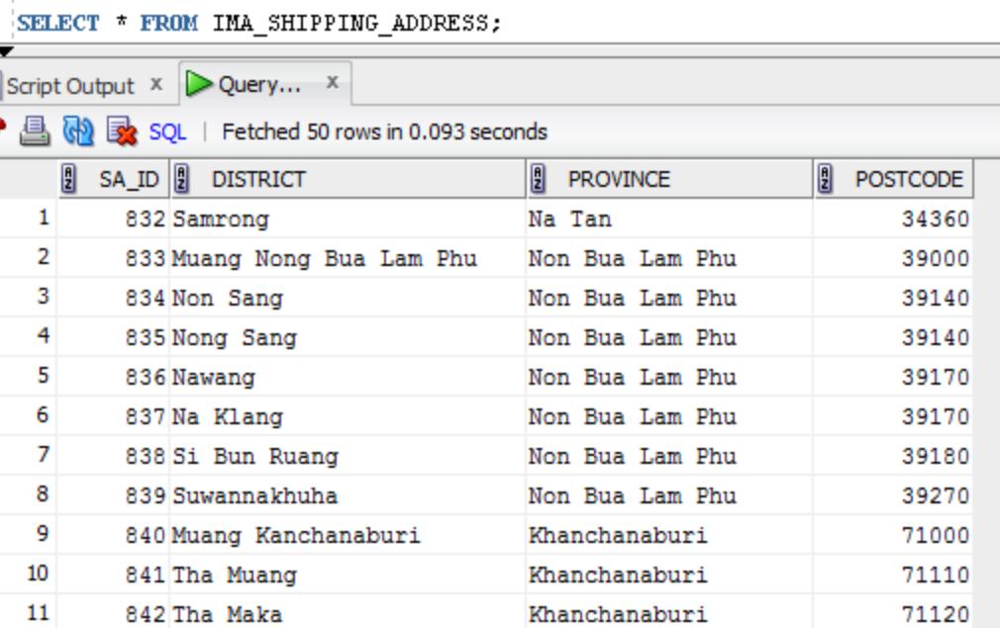 SELECT * FROM IMA_SHIPPING_ADDRESS;
Script Output x Query... x
SQL | Fetched 50 rows in 0.093 seconds
SA_ID DISTRICT PROVINCE POSTCODE
1 832 Samrong Na Tan 34360
2 833 Muang Nong Bua Lam Phu Non Bua Lam Phu 39000
3 834 Non Sang Non Bua Lam Phu 39140
4 835 Nong Sang Non Bua Lam Phu 39140
5 836 Nawang Non Bua Lam Phu 39170
6 837 Na Klang Non Bua Lam Phu 39170
7 838 Si Bun Ruang Non Bua Lam Phu 39180
8 839 Suwannakhuha Non Bua Lam Phu 39270
9 840 Muang Kanchanaburi Khanchanaburi 71000
10 841 Tha Muang Khanchanaburi 71110
11 842 Tha Maka Khanchanaburi 71120